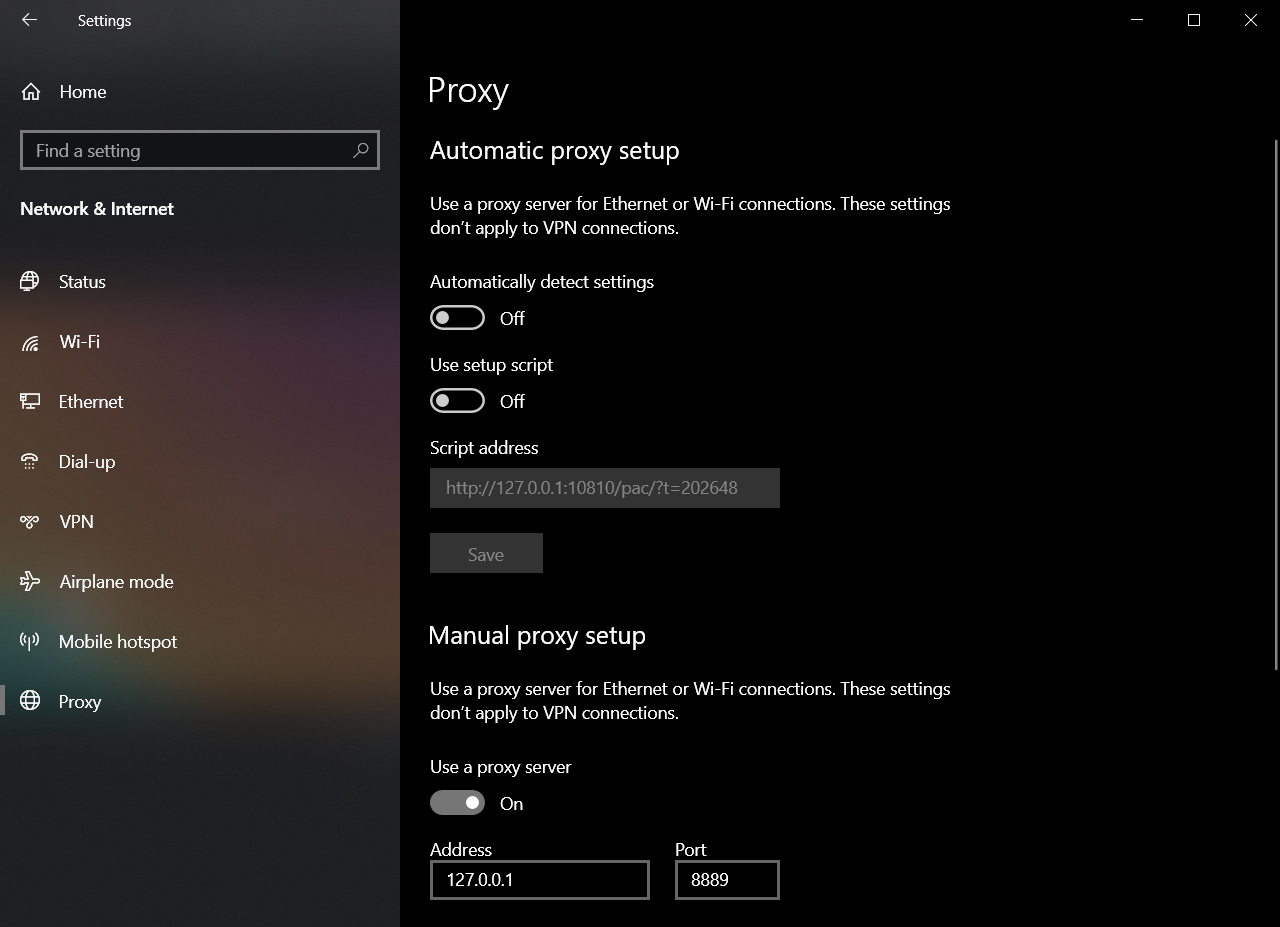 Settings
Home
Find a setting
Network & Internet
Status
Wi-Fi
Ethernet
Dial-up
VPN
Airplane mode
Mobile hotspot
Proxy
Proxy
Automatic proxy setup
Use a proxy server for Ethernet or Wi-Fi connections. These settings
don’t apply to VPN connections.
Automatically detect settings
Off
Use setup script
Off
Script address
http://127.0.0.1:10810/pac/?t=202648
Save
Manual proxy setup
Use a proxy server for Ethernet or Wi-Fi connections. These settings
don’t apply to VPN connections.
Use a proxy server
On
Address Port
127.0.0.1 8889